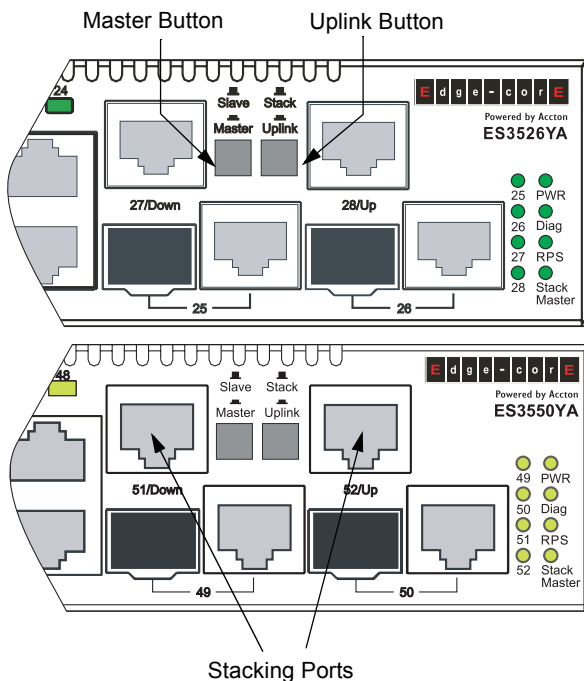 Master Button
Uplink Button
24
Slave
Stack
Edge-corE
Powered by Accton
ES3526YA
Master
Uplink
27/Down
28/Up
25 PWR
26 Diag
27 RPS
28 Stack Master
25
26
48
Slave
Stack
Edge-corE
Powered by Accton
ES3550YA
Master
Uplink
51/Down
52/Up
49 PWR
50 Diag
51 RPS
52 Stack Master
49
50
Stacking Ports